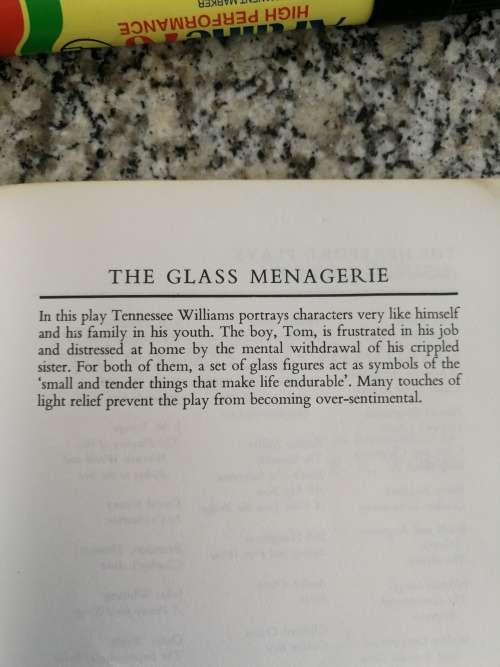 HIGH PERFORMANCE
THE GLASS MENAGERIE
In this play Tennessee Williams portrays characters very like himself
and his family in his youth. The boy, Tom, is frustrated in his job
and distressed at home by the mental withdrawal of his crippled
sister. For both of them, a set of glass figures act as symbols of the
‘small and tender things that make life endurable’. Many touches of
light relief prevent the play from becoming over-sentimental.